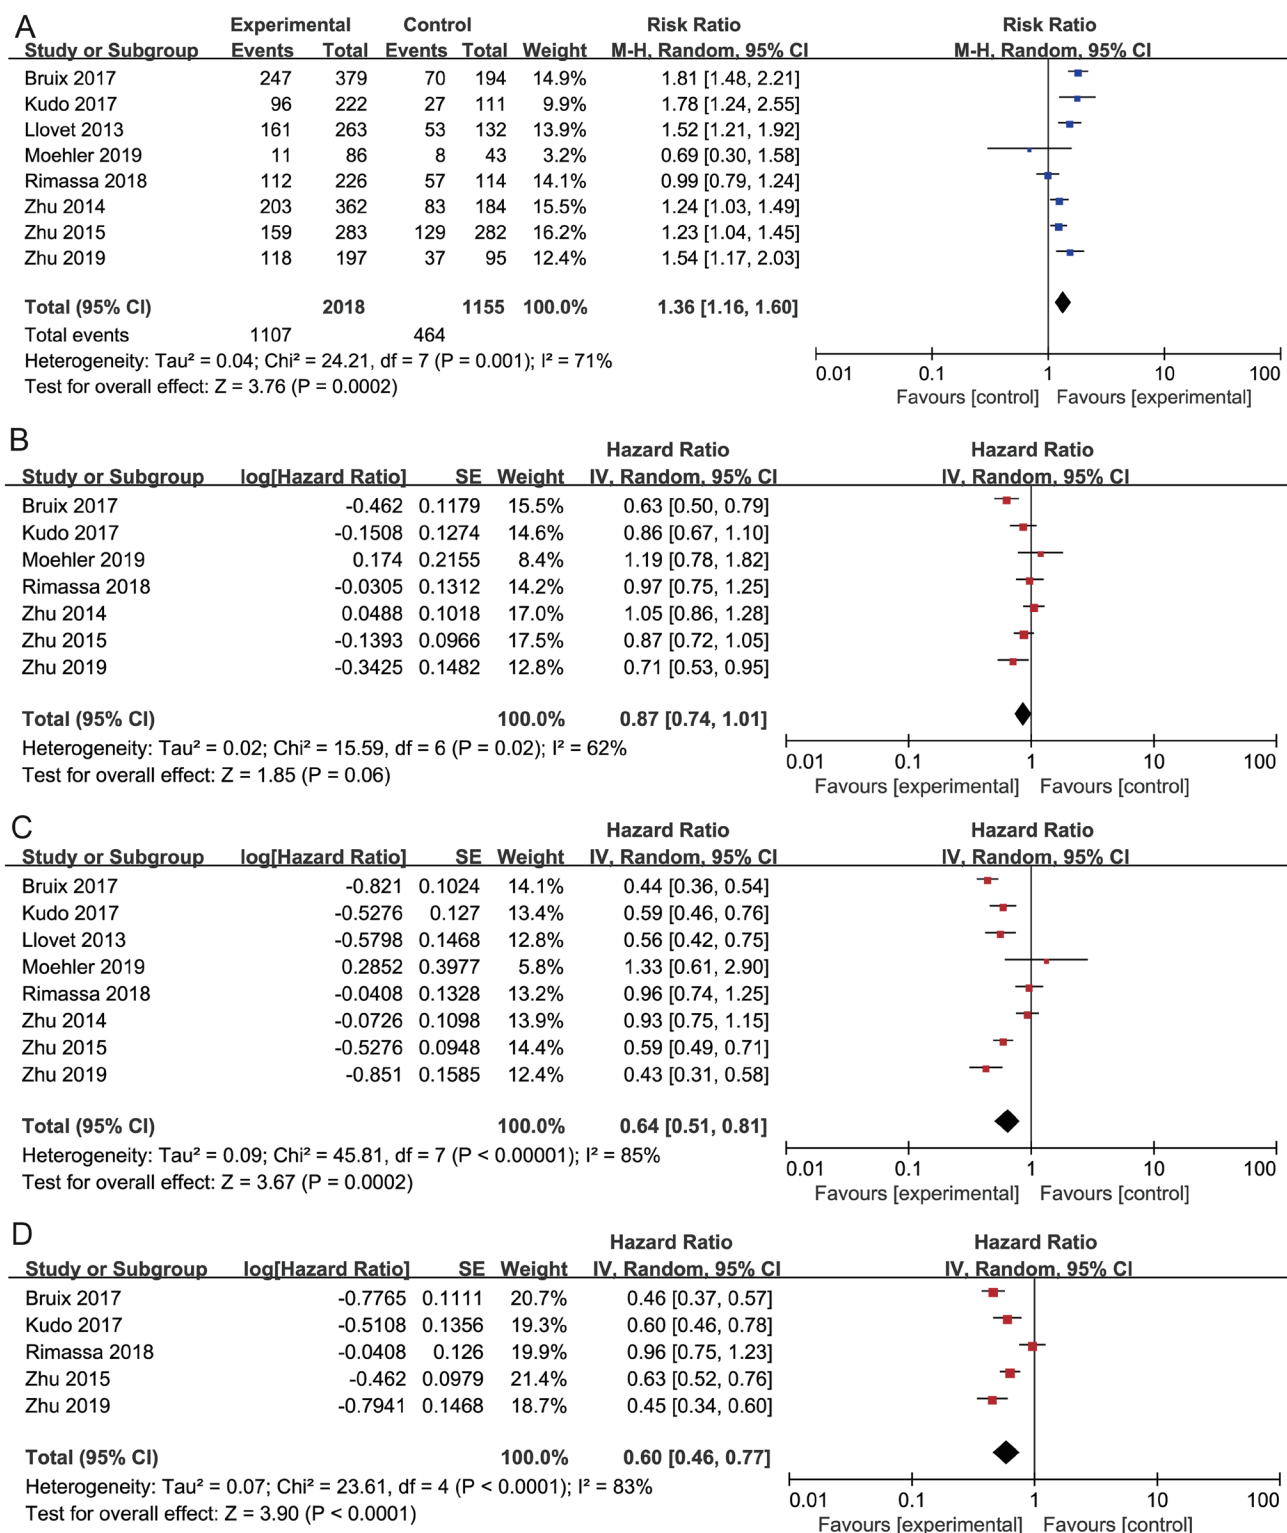 A
Experimental Control Risk Ratio Risk Ratio
Study or Subgroup Events Total Events Total Weight M-H, Random, 95% CI M-H, Random, 95% CI
Bruix 2017 247 379 70 194 14.9% 1.81 [1.48, 2.21]
Kudo 2017 96 222 27 111 9.9% 1.78 [1.24, 2.55]
Llovet 2013 161 263 53 132 13.9% 1.52 [1.21, 1.92]
Moehler 2019 11 86 8 43 3.2% 0.69 [0.30, 1.58]
Rimassa 2018 112 226 57 114 14.1% 0.99 [0.79, 1.24]
Zhu 2014 203 362 83 184 15.5% 1.24 [1.03, 1.49]
Zhu 2015 159 283 129 282 16.2% 1.23 [1.04, 1.45]
Zhu 2019 118 197 37 95 12.4% 1.54 [1.17, 2.03]
Total (95% CI) 2018 1155 100.0% 1.36 [1.16, 1.60]
Total events 1107 464
Heterogeneity: Tau² = 0.04; Chi² = 24.21, df = 7 (P = 0.001); I² = 71%
Test for overall effect: Z = 3.76 (P = 0.0002)
0.01 0.1 1 10 100
Favours [control] Favours [experimental]
B
Hazard Ratio Hazard Ratio
Study or Subgroup log[Hazard Ratio] SE Weight IV, Random, 95% CI IV, Random, 95% CI
Bruix 2017 -0.462 0.1179 15.5% 0.63 [0.50, 0.79]
Kudo 2017 -0.1508 0.1274 14.6% 0.86 [0.67, 1.10]
Moehler 2019 0.174 0.2155 8.4% 1.19 [0.78, 1.82]
Rimassa 2018 -0.0305 0.1312 14.2% 0.97 [0.75, 1.25]
Zhu 2014 0.0488 0.1018 17.0% 1.05 [0.86, 1.28]
Zhu 2015 -0.1393 0.0966 17.5% 0.87 [0.72, 1.05]
Zhu 2019 -0.3425 0.1482 12.8% 0.71 [0.53, 0.95]
Total (95% CI) 100.0% 0.87 [0.74, 1.01]
Heterogeneity: Tau² = 0.02; Chi² = 15.59, df = 6 (P = 0.02); I² = 62%
Test for overall effect: Z = 1.85 (P = 0.06)
0.01 0.1 1 10 100
Favours [experimental] Favours [control]
C
Hazard Ratio Hazard Ratio
Study or Subgroup log[Hazard Ratio] SE Weight IV, Random, 95% CI IV, Random, 95% CI
Bruix 2017 -0.821 0.1024 14.1% 0.44 [0.36, 0.54]
Kudo 2017 -0.5276 0.127 13.4% 0.59 [0.46, 0.76]
Llovet 2013 -0.5798 0.1468 12.8% 0.56 [0.42, 0.75]
Moehler 2019 0.2852 0.3977 5.8% 1.33 [0.61, 2.90]
Rimassa 2018 -0.0408 0.1328 13.2% 0.96 [0.74, 1.25]
Zhu 2014 -0.0726 0.1098 13.9% 0.93 [0.75, 1.15]
Zhu 2015 -0.5276 0.0948 14.4% 0.59 [0.49, 0.71]
Zhu 2019 -0.851 0.1585 12.4% 0.43 [0.31, 0.58]
Total (95% CI) 100.0% 0.64 [0.51, 0.81]
Heterogeneity: Tau² = 0.09; Chi² = 45.81, df = 7 (P < 0.00001); I² = 85%
Test for overall effect: Z = 3.67 (P = 0.0002)
0.01 0.1 1 10 100
Favours [experimental] Favours [control]
D
Hazard Ratio Hazard Ratio
Study or Subgroup log[Hazard Ratio] SE Weight IV, Random, 95% CI IV, Random, 95% CI
Bruix 2017 -0.7765 0.1111 20.7% 0.46 [0.37, 0.57]
Kudo 2017 -0.5108 0.1356 19.3% 0.60 [0.46, 0.78]
Rimassa 2018 -0.0408 0.126 19.9% 0.96 [0.75, 1.23]
Zhu 2015 -0.462 0.0979 21.4% 0.63 [0.52, 0.76]
Zhu 2019 -0.7941 0.1468 18.7% 0.45 [0.34, 0.60]
Total (95% CI) 100.0% 0.60 [0.46, 0.77]
Heterogeneity: Tau² = 0.07; Chi² = 23.61, df = 4 (P < 0.0001); I² = 83%
Test for overall effect: Z = 3.90 (P < 0.0001)
0.01 0.1 1 10 100
Favours [experimental] Favours [control]